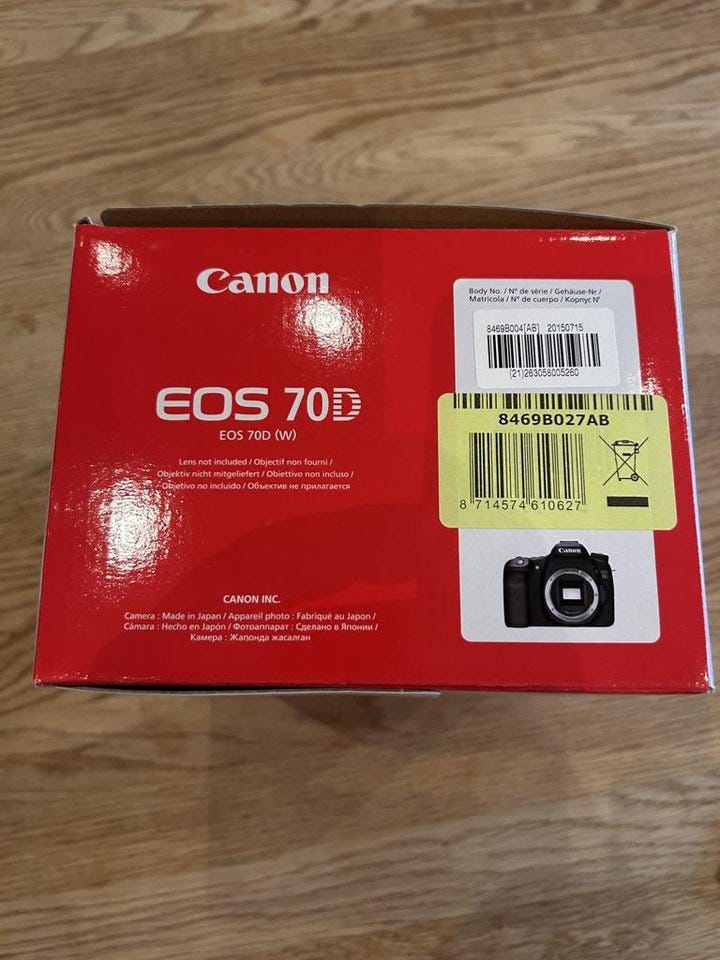 Canon
EOS 70D
EOS 70D (W)
Lens not included / Objectif non fourni /
Objektiv nicht mitgeliefert / Obiettivo non incluso /
Objetivo no incluido / Объектив не прилагается
CANON INC.
Camera : Made in Japan / Appareil photo : Fabriqué au Japon /
Cámara : Hecho en Japón / Фотоаппарат : Сделано в Японии /
Камера : Жапонда жасалған
Body No. / Nº de série / Gehäuse-Nr /
Matricola / Nº de cuerpo / Корпус №
8469B004[AB] 20150715
(21)263058005260
8469B027AB
8 714574 610627
Canon